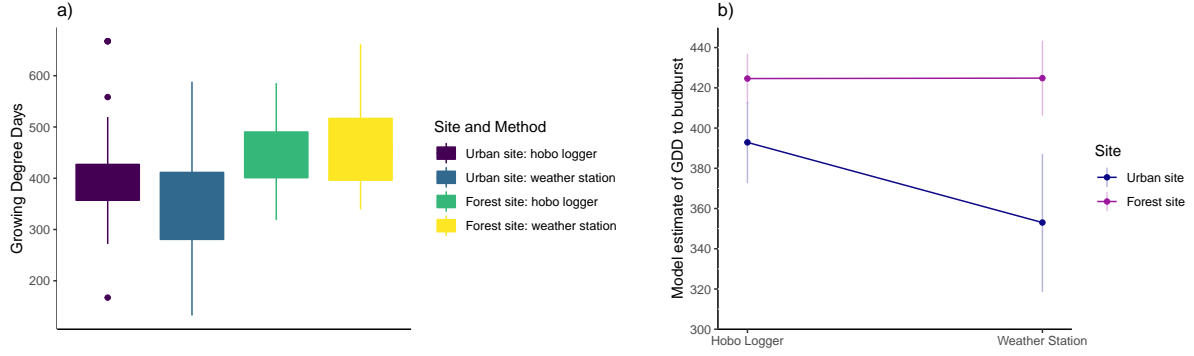 a)
Growing Degree Days
600
500
400
300
200
Site and Method
Urban site: hobo logger
Urban site: weather station
Forest site: hobo logger
Forest site: weather station
b)
Model estimate of GDD to budburst
440
420
400
380
360
340
320
300
Hobo Logger
Weather Station
Site
Urban site
Forest site